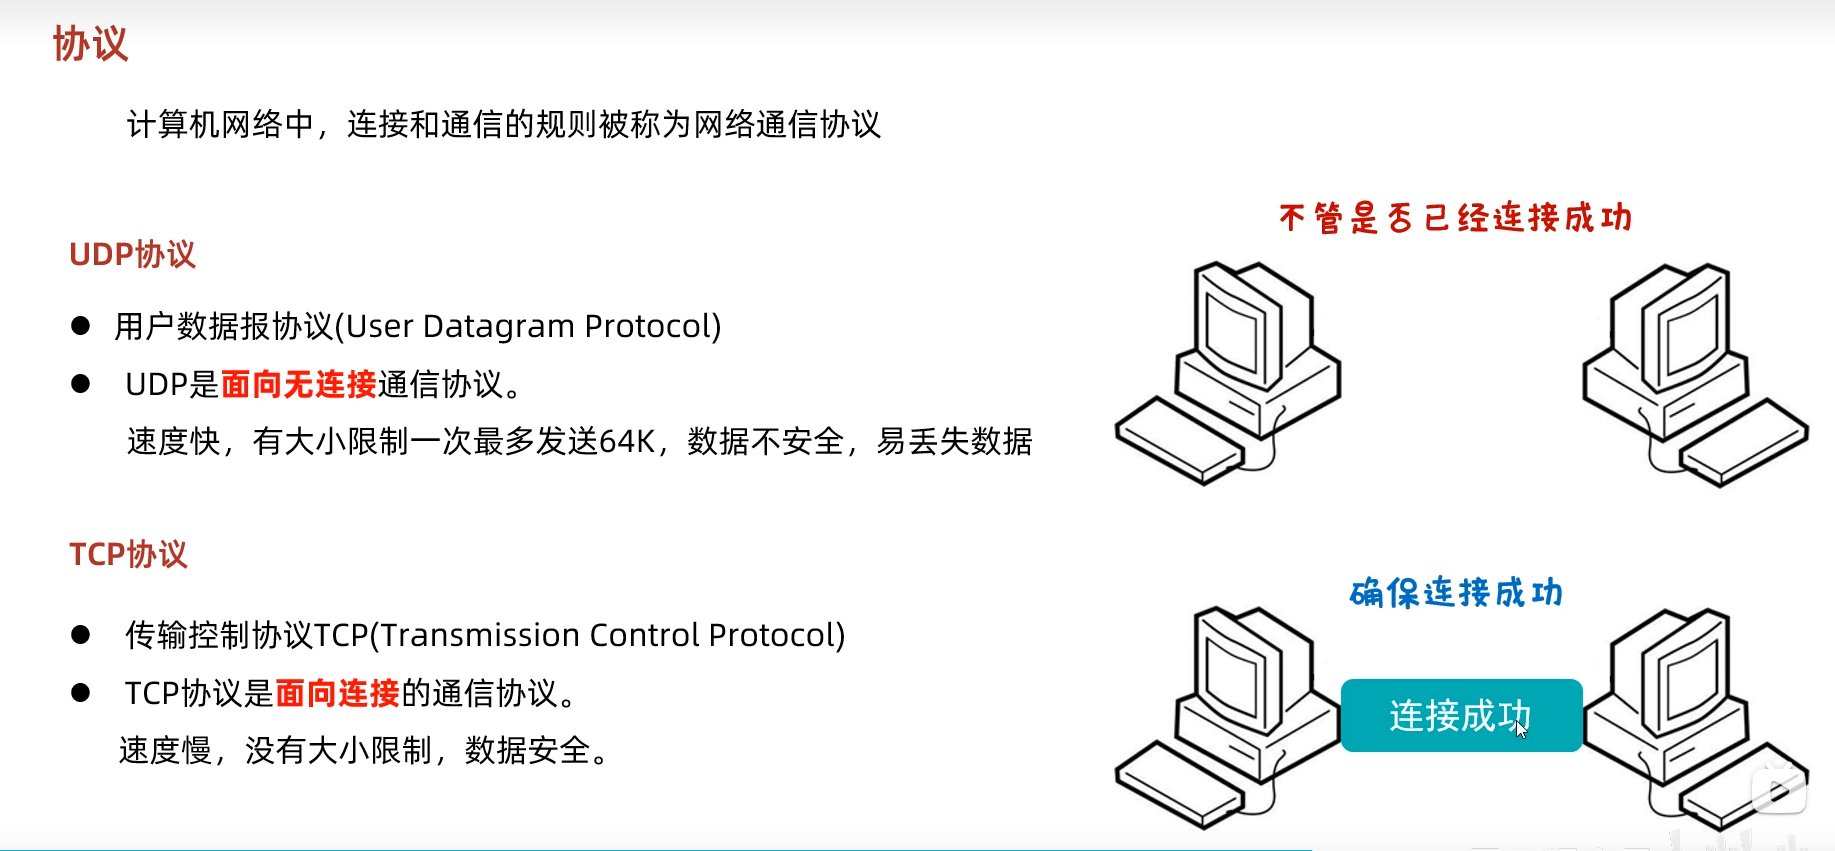 协议
计算机网络中，连接和通信的规则被称为网络通信协议
不管是否已经连接成功
UDP协议
● 用户数据报协议(User Datagram Protocol)
● UDP是面向无连接通信协议。
速度快，有大小限制一次最多发送64K，数据不安全，易丢失数据
TCP协议
确保连接成功
● 传输控制协议TCP(Transmission Control Protocol)
● TCP协议是面向连接的通信协议。
连接成功
速度慢，没有大小限制，数据安全。